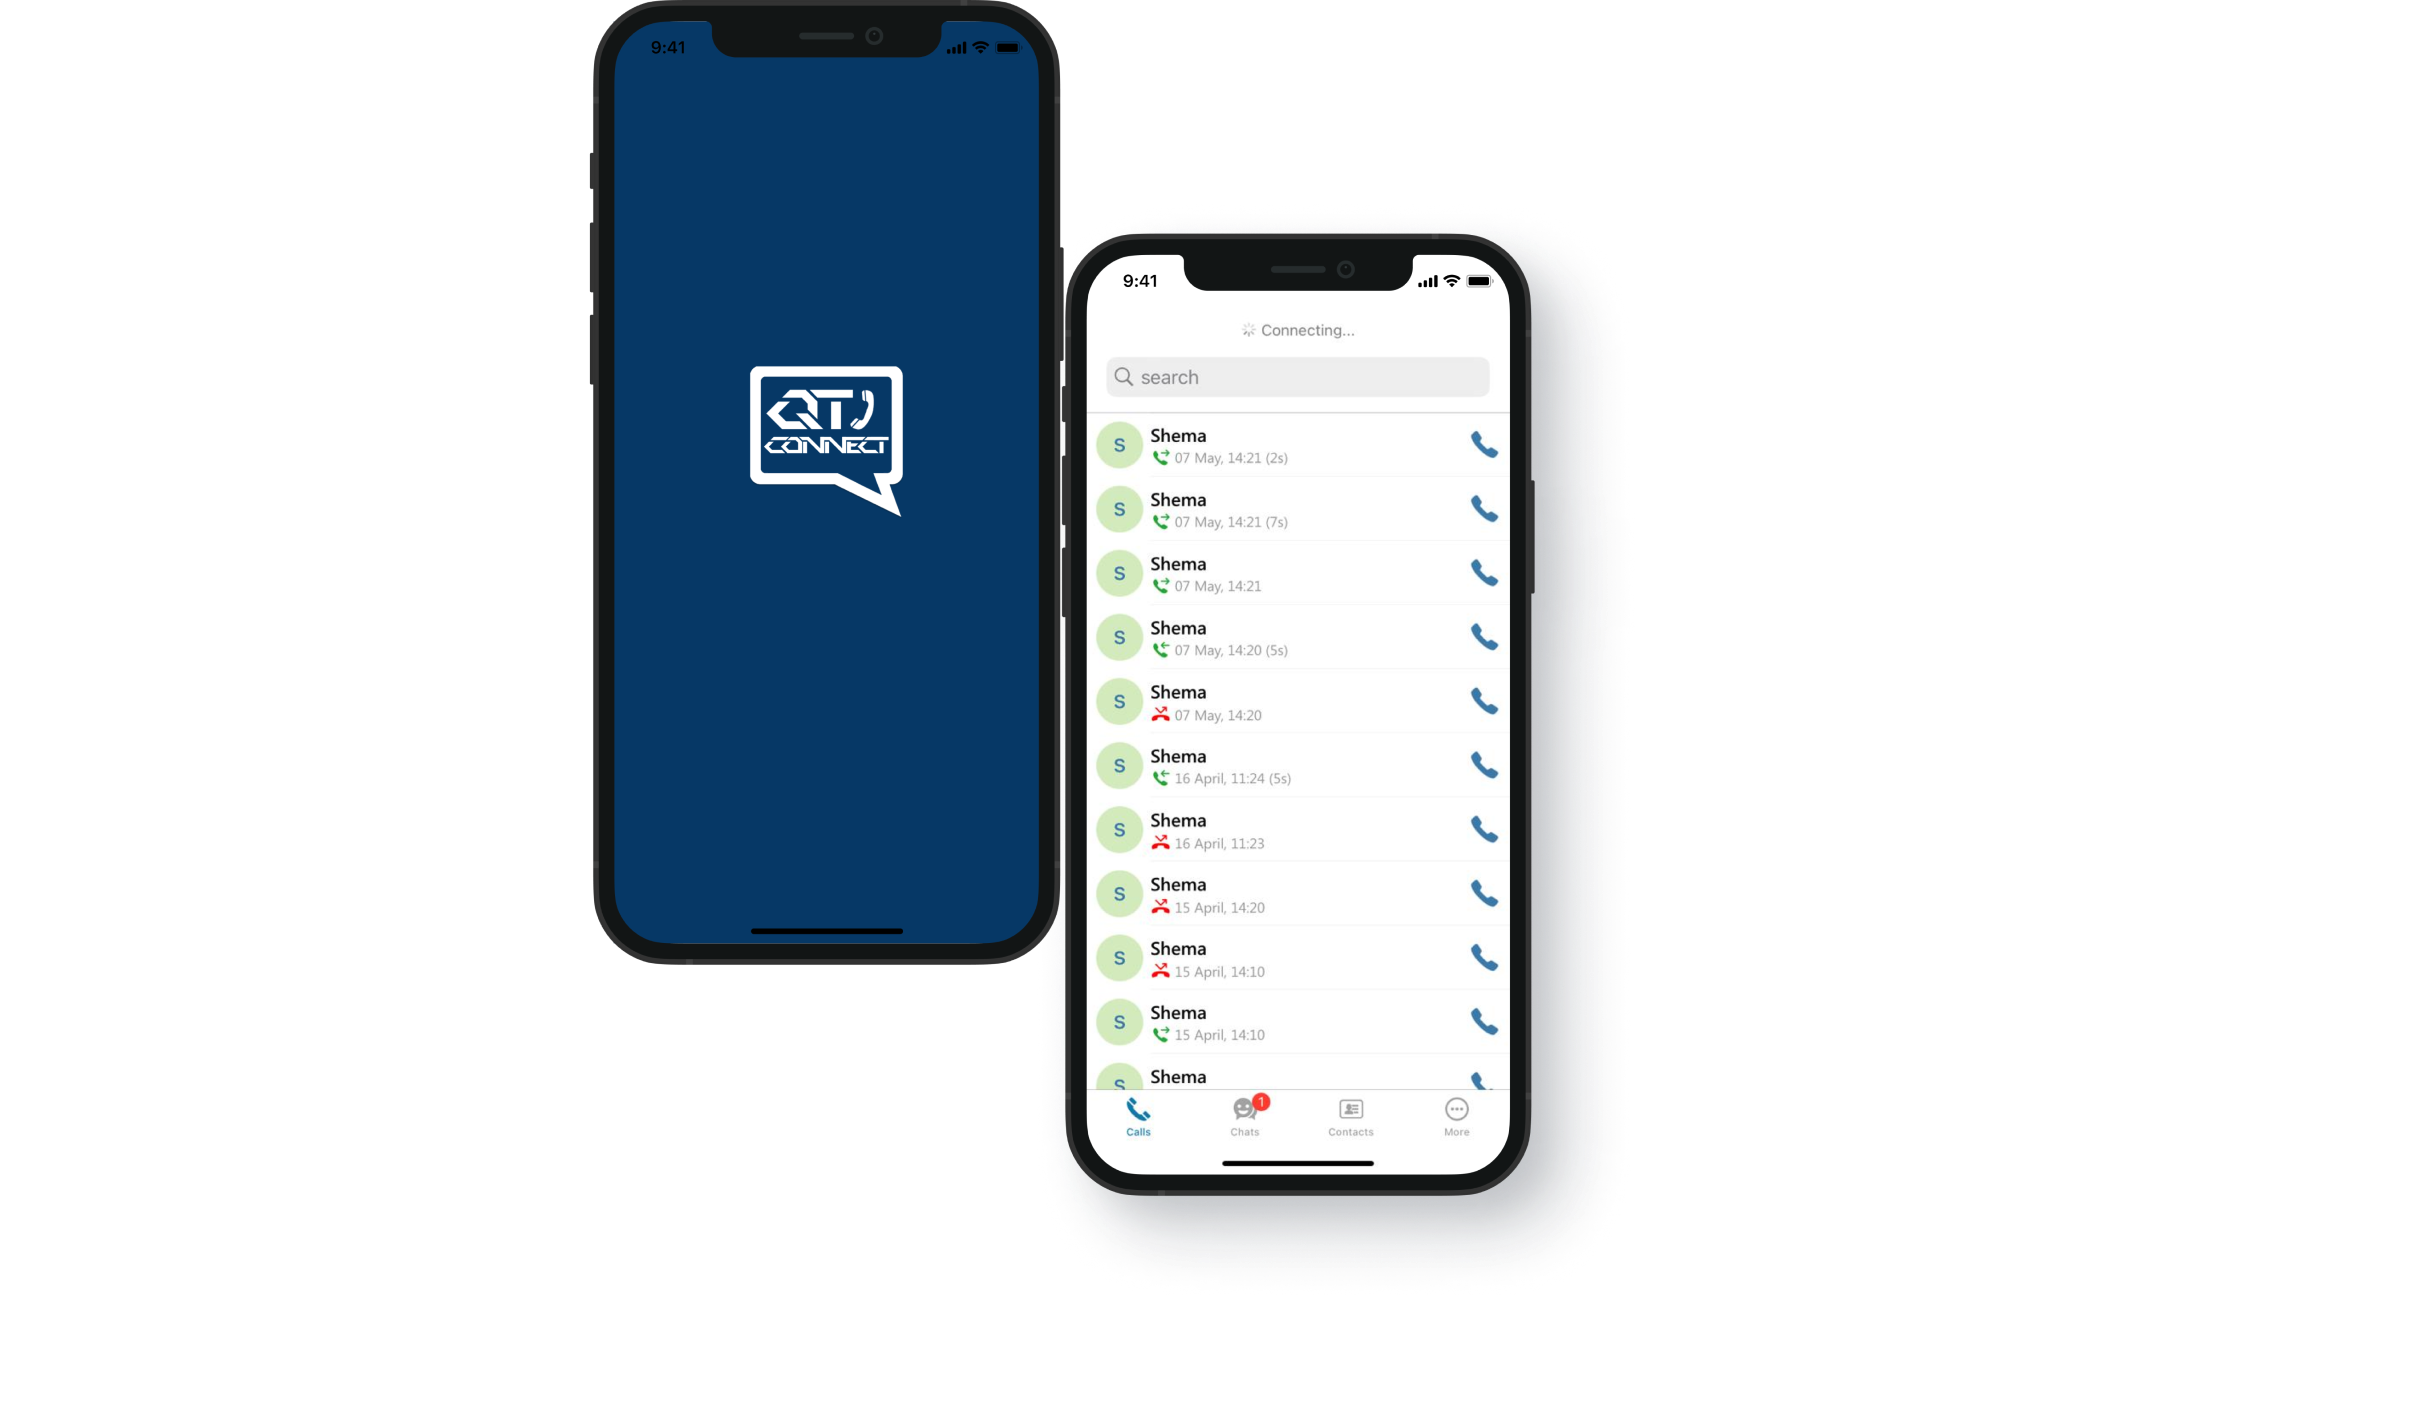 9:41
QT
CONNECT
9:41
Connecting...
search
S
Shema
07 May, 14:21 (2s)
S
Shema
07 May, 14:21 (7s)
S
Shema
07 May, 14:21
S
Shema
07 May, 14:20 (5s)
S
Shema
07 May, 14:20
S
Shema
16 April, 11:24 (5s)
S
Shema
16 April, 11:23
S
Shema
15 April, 14:20
S
Shema
15 April, 14:10
S
Shema
15 April, 14:10
S
Shema
1
Calls
Chats
Contacts
More